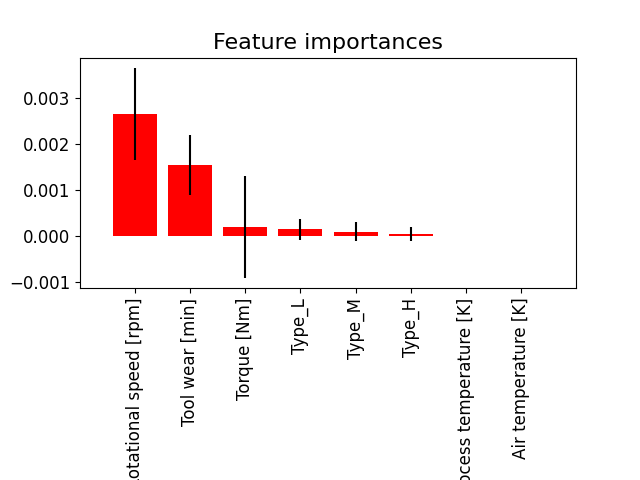 Feature importances
0.003
0.002
0.001
0.000
−0.001
otational speed [rpm]
Tool wear [min]
Torque [Nm]
Type_L
Type_M
Type_H
ocess temperature [K]
Air temperature [K]